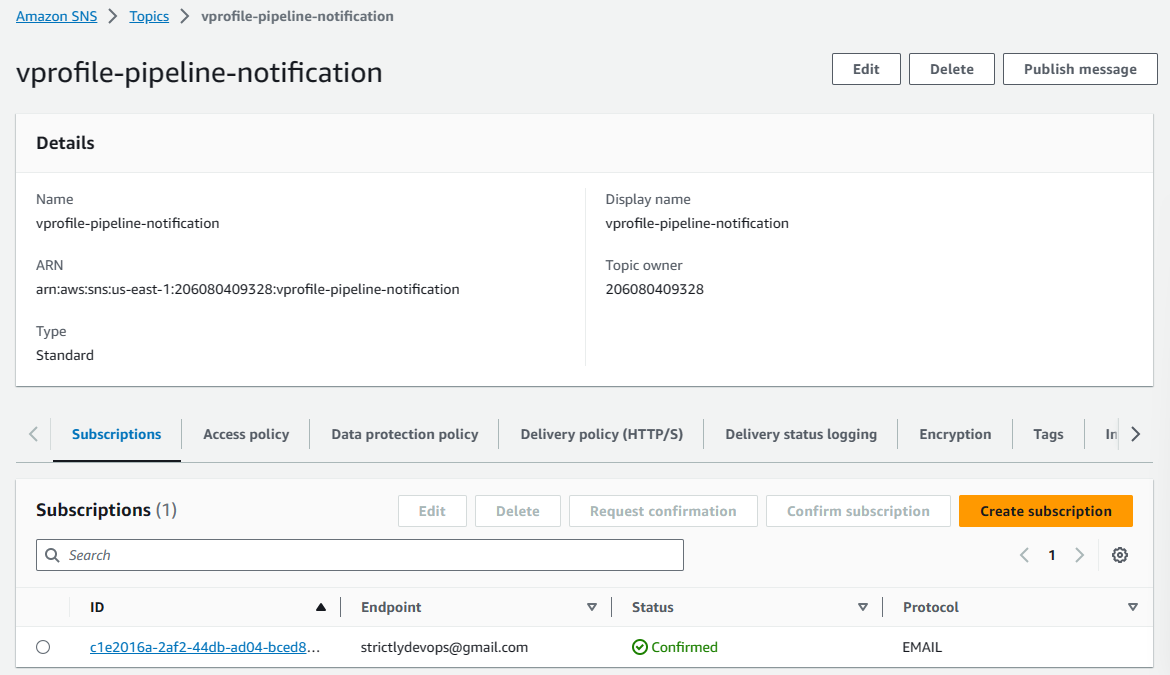 Amazon SNS > Topics > vprofile-pipeline-notification
vprofile-pipeline-notification
Edit Delete Publish message
Details
Name
vprofile-pipeline-notification
Display name
vprofile-pipeline-notification
ARN
arn:aws:sns:us-east-1:206080409328:vprofile-pipeline-notification
Topic owner
206080409328
Type
Standard
Subscriptions Access policy Data protection policy Delivery policy (HTTP/S) Delivery status logging Encryption Tags In
Subscriptions (1)
Edit Delete Request confirmation Confirm subscription Create subscription
Search
1
ID Endpoint Status Protocol
c1e2016a-2af2-44db-ad04-bced8... strictlydevops@gmail.com Confirmed EMAIL